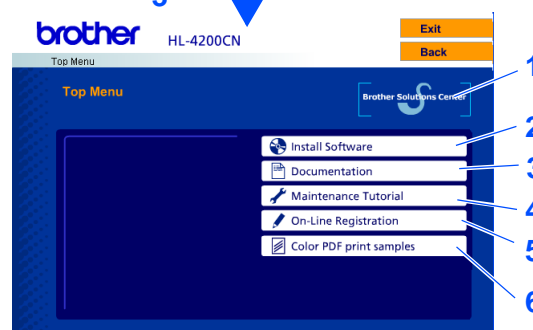 brother
HL-4200CN
Exit
Back
Top Menu
Top Menu
Brother Solutions Center
1
Install Software
2
Documentation
3
Maintenance Tutorial
4
On-Line Registration
5
Color PDF print samples
6